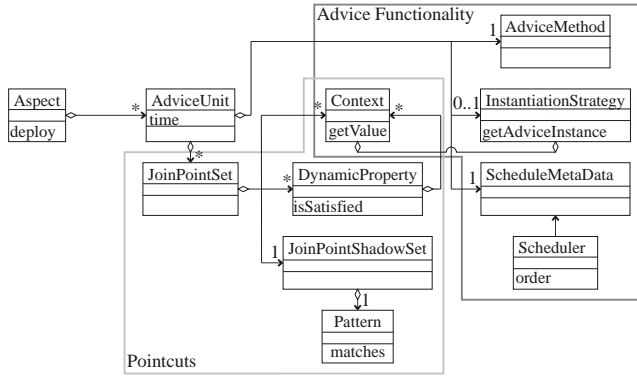 Advice Functionality
1
AdviceMethod
Aspect
deploy
*
AdviceUnit
time
*
Context
*
getValue
0..1
InstantiationStrategy
getAdviceInstance
*
JoinPointSet
*
DynamicProperty
isSatisfied
1
ScheduleMetaData
1
JoinPointShadowSet
Scheduler
order
1
Pattern
matches
Pointcuts